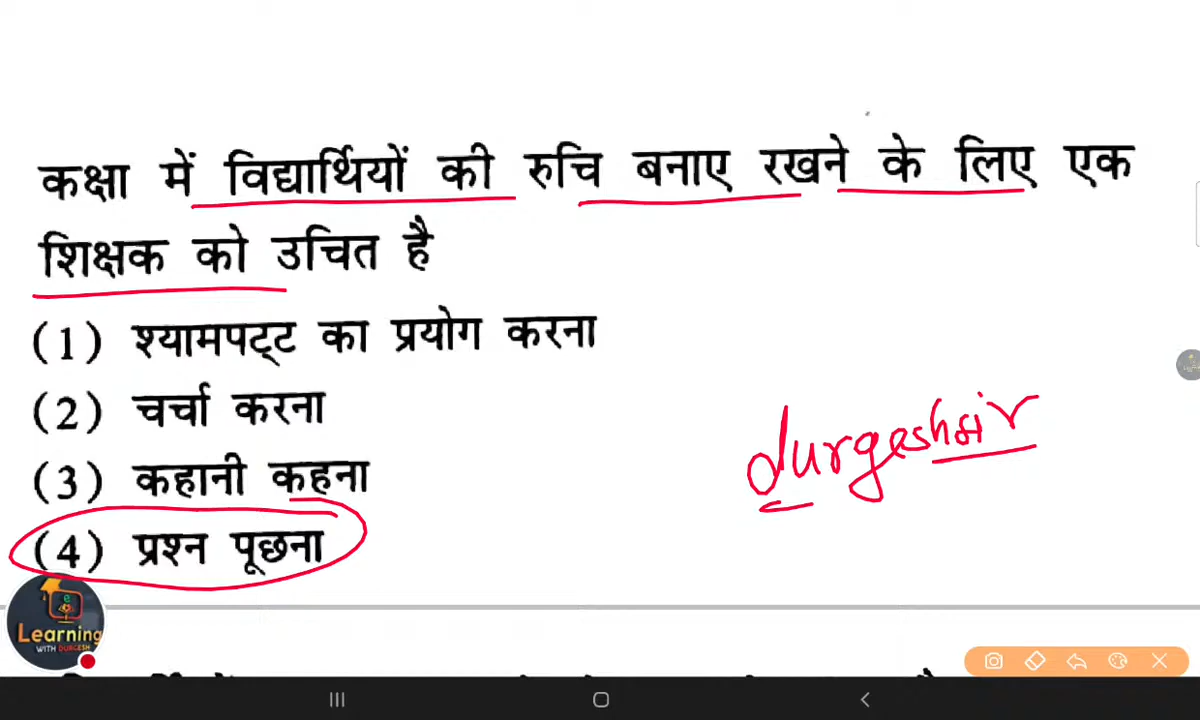 कक्षा में विद्यार्थियों की रुचि बनाए रखने के लिए एक
शिक्षक को उचित है
(1) श्यामपट्ट का प्रयोग करना
(2) चर्चा करना
(3) कहानी कहना
(4) प्रश्न पूछना
durgeshsir
e
Learning
WITH DURGESH